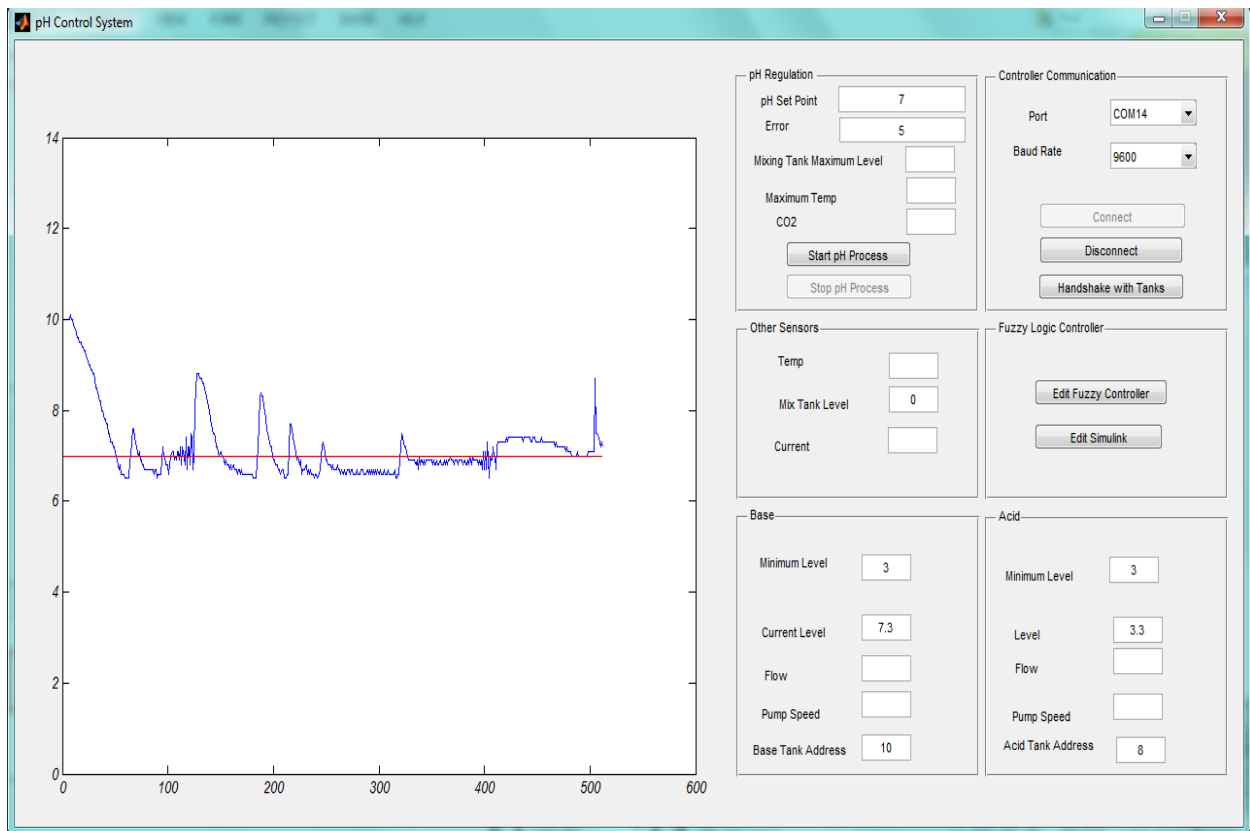 pH Control System
VIEW FORM PROTECT SHARE HELP
14
12
10
8
6
4
2
0
0 100 200 300 400 500 600
pH Regulation
pH Set Point 7
Error 5
Mixing Tank Maximum Level
Maximum Temp
CO2
Start pH Process
Stop pH Process
Controller Communication
Port COM14
Baud Rate 9600
Connect
Disconnect
Handshake with Tanks
Other Sensors
Temp
Mix Tank Level 0
Current
Fuzzy Logic Controller
Edit Fuzzy Controller
Edit Simulink
Base
Minimum Level 3
Current Level 7.3
Flow
Pump Speed
Base Tank Address 10
Acid
Minimum Level 3
Level 3.3
Flow
Pump Speed
Acid Tank Address 8